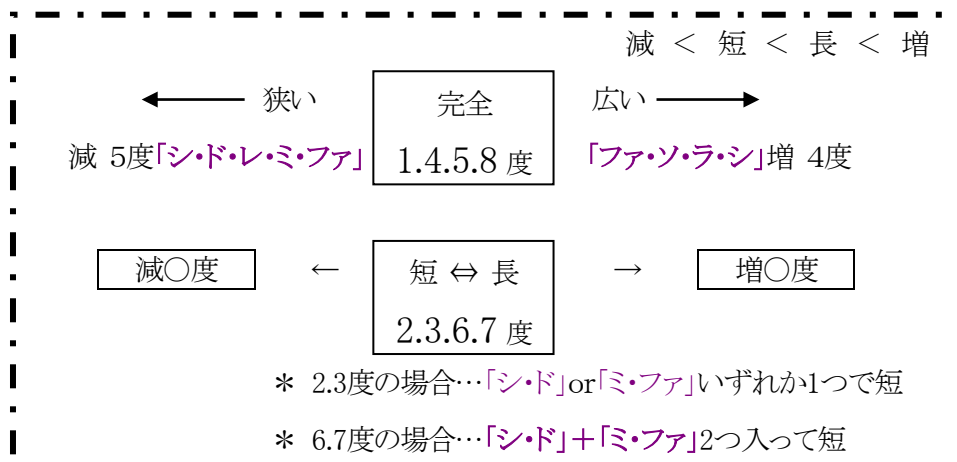 減 < 短 < 長 < 増
狭い 完全 広い
減 5度「シ・ド・レ・ミ・ファ」 1.4.5.8 度 「ファ・ソ・ラ・シ」増 4度
減○度 ← 短 ⇔ 長 → 増○度
2.3.6.7 度
＊ 2.3度の場合…「シ・ド」or「ミ・ファ」いずれか1つで短
＊ 6.7度の場合…「シ・ド」＋「ミ・ファ」2つ入って短